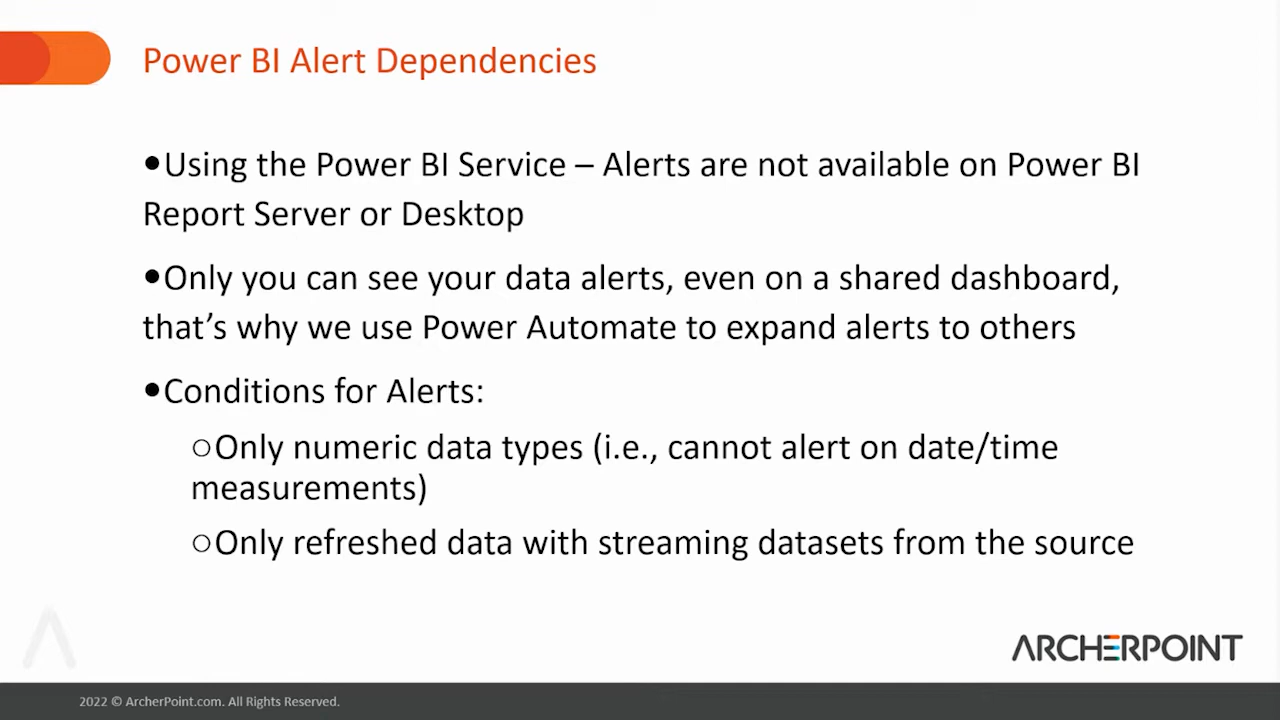 Power BI Alert Dependencies
•Using the Power BI Service – Alerts are not available on Power BI
Report Server or Desktop
•Only you can see your data alerts, even on a shared dashboard,
that’s why we use Power Automate to expand alerts to others
•Conditions for Alerts:
○Only numeric data types (i.e., cannot alert on date/time
measurements)
○Only refreshed data with streaming datasets from the source
ARCHERPOINT
2022 © ArcherPoint.com. All Rights Reserved.